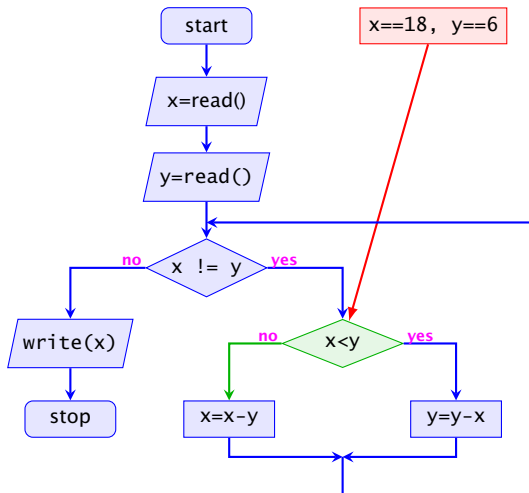 start
x==18, y==6
x=read()
y=read()
no
x != y
yes
write(x)
no
x<y
yes
stop
x=x-y
y=y-x